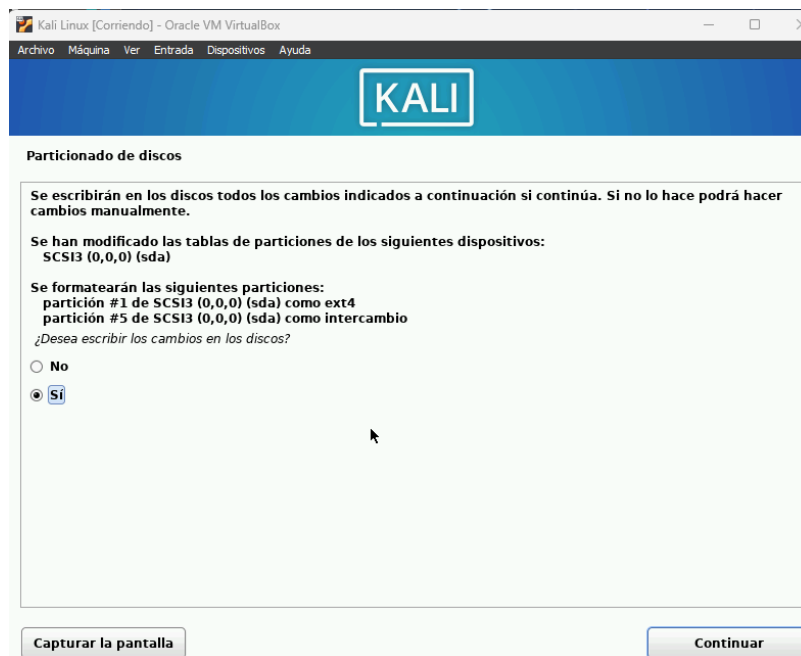 Kali Linux [Corriendo] - Oracle VM VirtualBox
Archivo Máquina Ver Entrada Dispositivos Ayuda
KALI
Particionado de discos
Se escribirán en los discos todos los cambios indicados a continuación si continúa. Si no lo hace podrá hacer
cambios manualmente.
Se han modificado las tablas de particiones de los siguientes dispositivos:
SCSI3 (0,0,0) (sda)
Se formatearán las siguientes particiones:
partición #1 de SCSI3 (0,0,0) (sda) como ext4
partición #5 de SCSI3 (0,0,0) (sda) como intercambio
¿Desea escribir los cambios en los discos?
No
Sí
Capturar la pantalla
Continuar